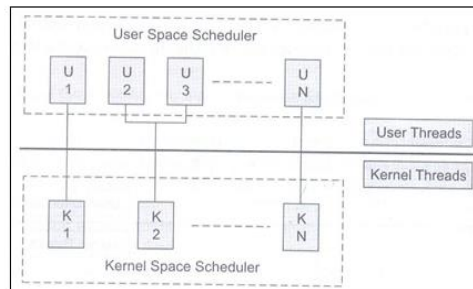 User Space Scheduler
U 1
U 2
U 3
U N
User Threads
Kernel Threads
K 1
K 2
K N
Kernel Space Scheduler